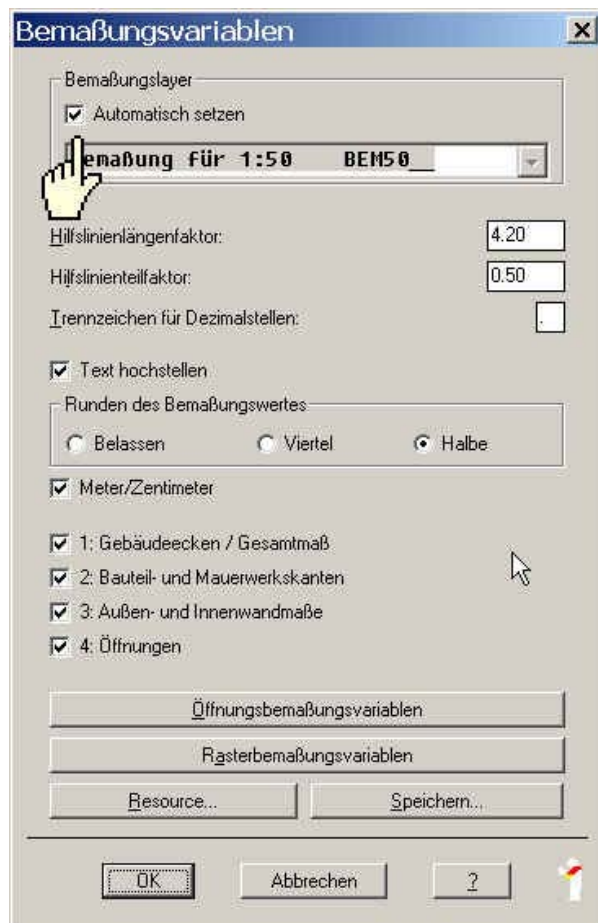 Bemaßungsvariablen
Bemaßungslayer
Automatisch setzen
Bemaßung für 1:50 BEM50__
Hilfslinienlängenfaktor: 4.20
Hilfslinienteilfaktor: 0.50
Trennzeichen für Dezimalstellen: .
Text hochstellen
Runden des Bemaßungswertes
Belassen Viertel Halbe
Meter/Zentimeter
1: Gebäudeecken / Gesamtmaß
2: Bauteil- und Mauerwerkskanten
3: Außen- und Innenwandmaße
4: Öffnungen
Öffnungsbemaßungsvariablen
Rasterbemaßungsvariablen
Resource... Speichern...
OK Abbrechen ?